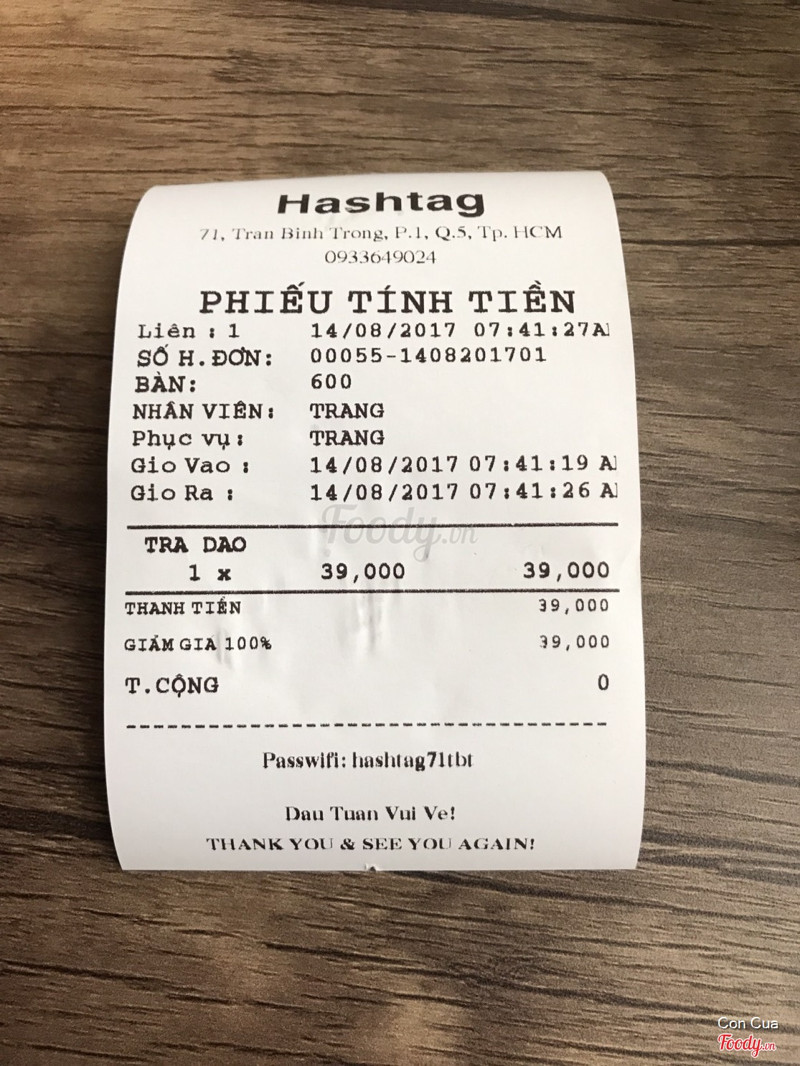 Hashtag
71, Tran Binh Trong, P.1, Q.5, Tp. HCM
0933649024
PHIẾU TÍNH TIỀN
Liên : 1 14/08/2017 07:41:27A
SỐ H.ĐƠN: 00055-1408201701
BÀN: 600
NHÂN VIÊN: TRANG
Phục vụ : TRANG
Gio Vao : 14/08/2017 07:41:19 A
Gio Ra : 14/08/2017 07:41:26 A
Foody.vn
TRA DAO
1 x 39,000 39,000
THANH TIỀN 39,000
GIẢM GIA 100% 39,000
T.CỘNG 0
Passwifi: hashtag71tbt
Dau Tuan Vui Ve!
THANK YOU & SEE YOU AGAIN!
Con Cua
Foody.vn